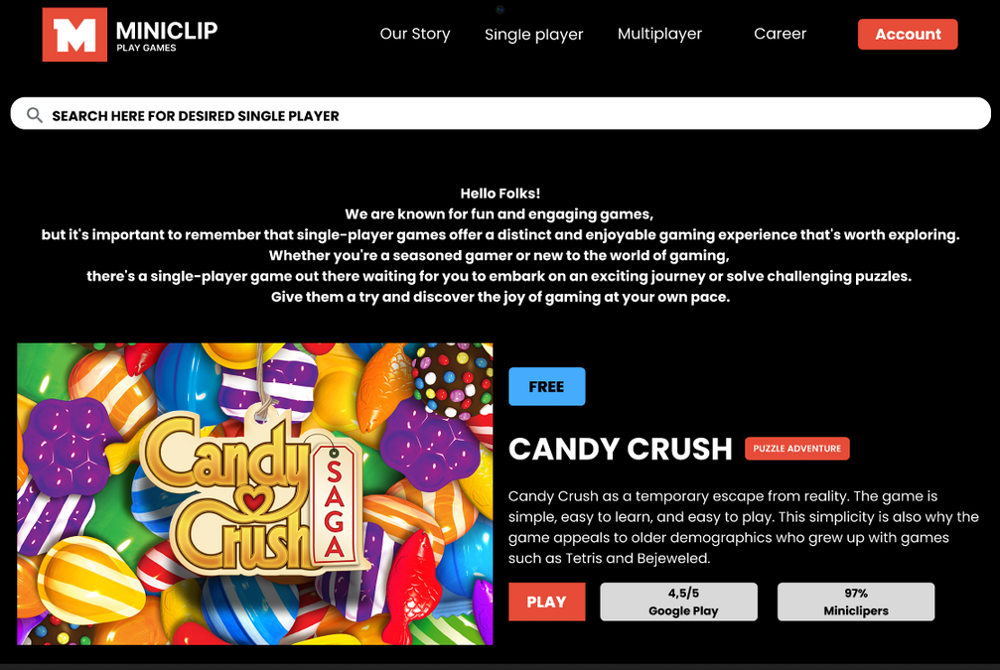 MINICLIP
PLAY GAMES
Our Story
Single player
Multiplayer
Career
Account
SEARCH HERE FOR DESIRED SINGLE PLAYER
Hello Folks!
We are known for fun and engaging games,
but it's important to remember that single-player games offer a distinct and enjoyable gaming experience that's worth exploring.
Whether you're a seasoned gamer or new to the world of gaming,
there's a single-player game out there waiting for you to embark on an exciting journey or solve challenging puzzles.
Give them a try and discover the joy of gaming at your own pace.
Candy
Crush
SAGA
FREE
CANDY CRUSH
PUZZLE ADVENTURE
Candy Crush as a temporary escape from reality. The game is
simple, easy to learn, and easy to play. This simplicity is also why the
game appeals to older demographics who grew up with games
such as Tetris and Bejeweled.
PLAY
4,5/5
Google Play
97%
Miniclipers